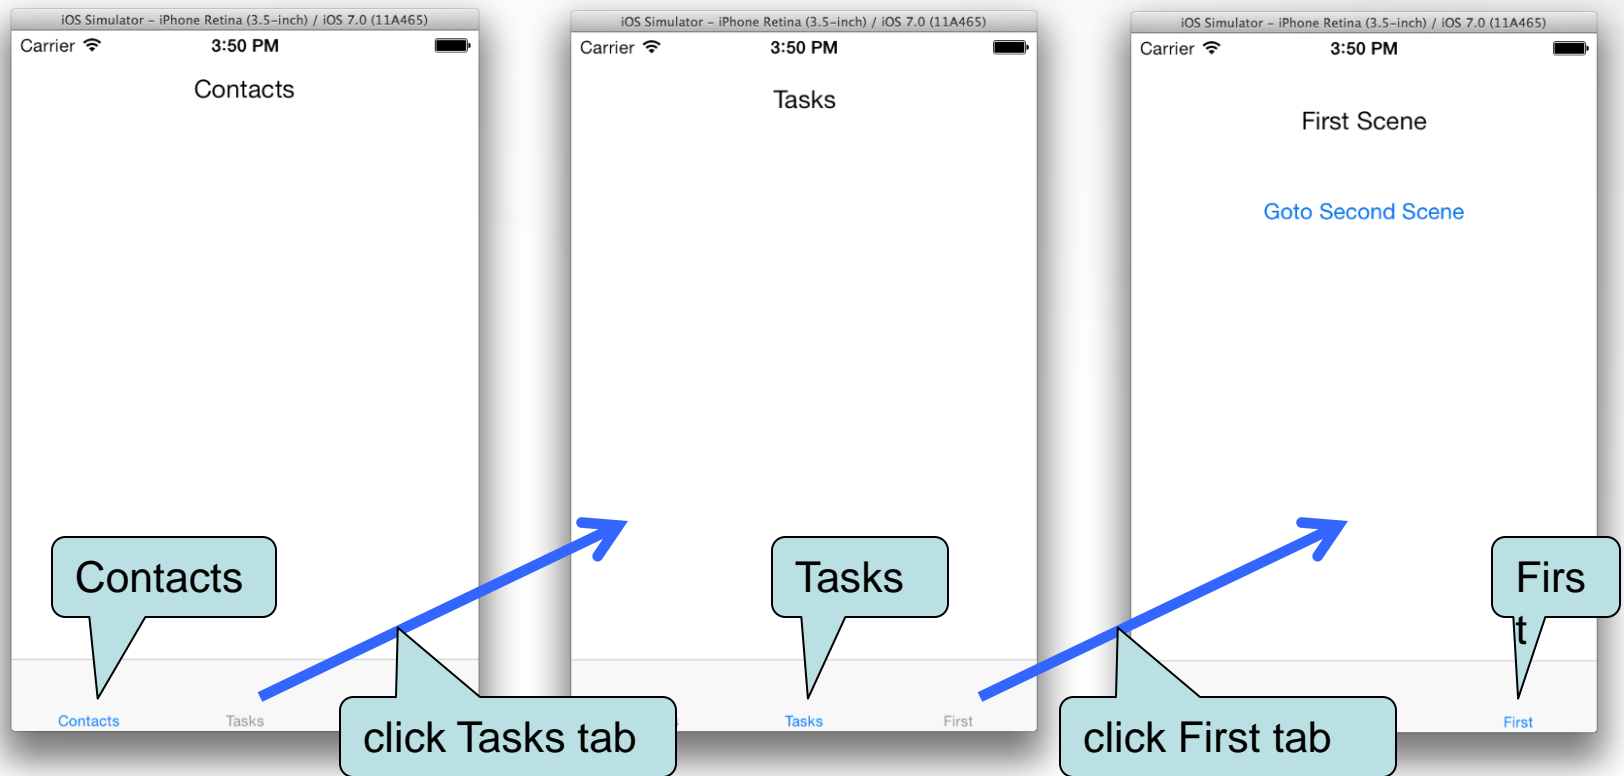 iOS Simulator – iPhone Retina (3.5-inch) / iOS 7.0 (11A465)
Carrier 3:50 PM
Contacts
Contacts
Contacts Tasks
click Tasks tab
iOS Simulator – iPhone Retina (3.5-inch) / iOS 7.0 (11A465)
Carrier 3:50 PM
Tasks
Tasks
Tasks First
click First tab
iOS Simulator – iPhone Retina (3.5-inch) / iOS 7.0 (11A465)
Carrier 3:50 PM
First Scene
Goto Second Scene
Firs
t
First